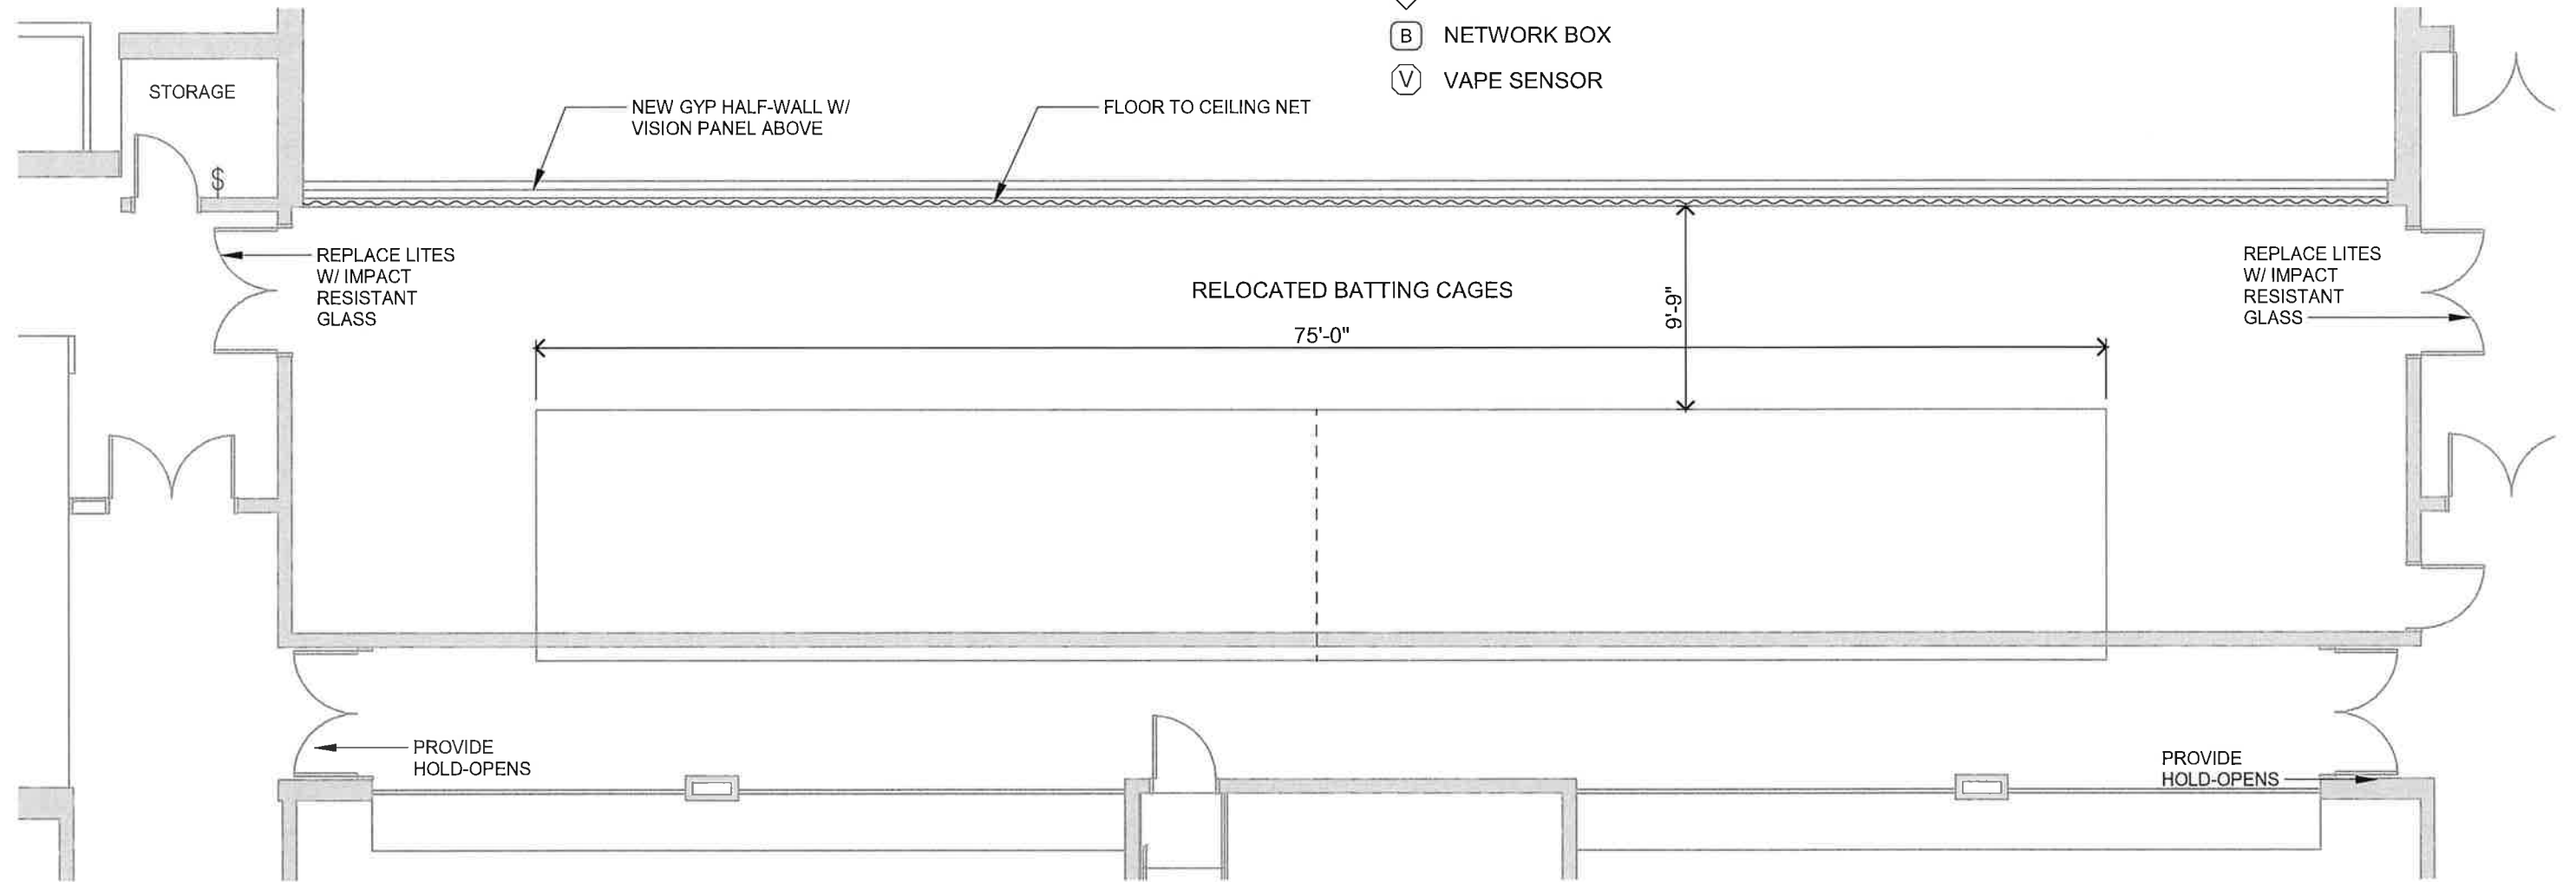 B NETWORK BOX
V VAPE SENSOR
STORAGE
NEW GYP HALF-WALL W/
VISION PANEL ABOVE
FLOOR TO CEILING NET
$
REPLACE LITES
W/ IMPACT
RESISTANT
GLASS
RELOCATED BATTING CAGES
9'-9"
REPLACE LITES
W/ IMPACT
RESISTANT
GLASS
75'-0"
PROVIDE
HOLD-OPENS
PROVIDE
HOLD-OPENS